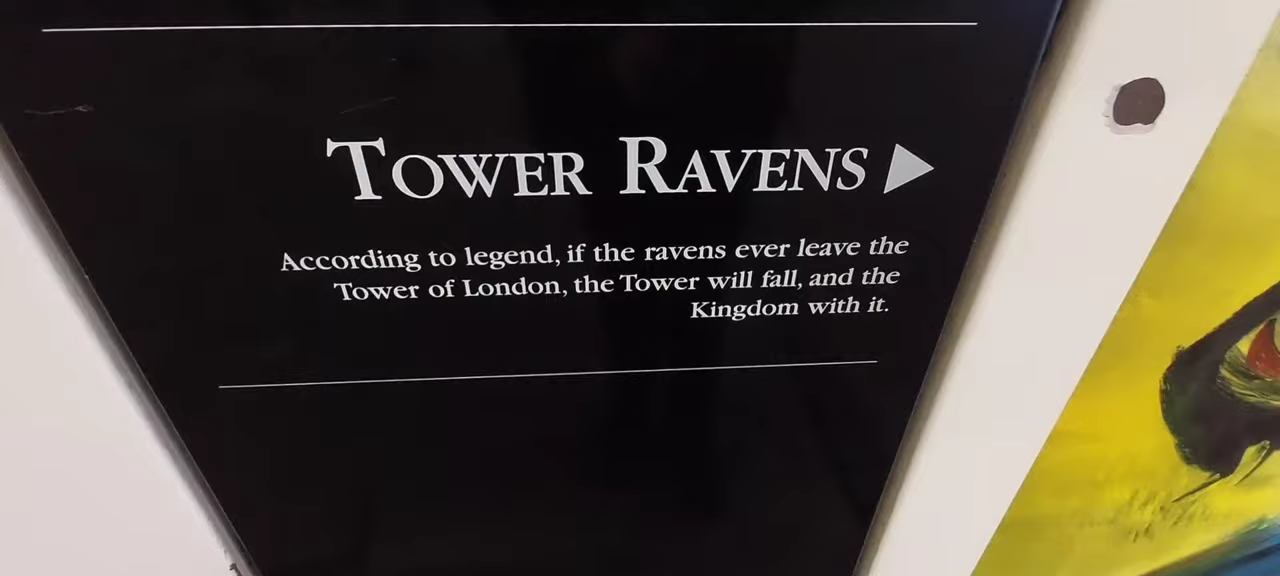 TOWER RAVENS
According to legend, if the ravens ever leave the
Tower of London, the Tower will fall, and the
Kingdom with it.